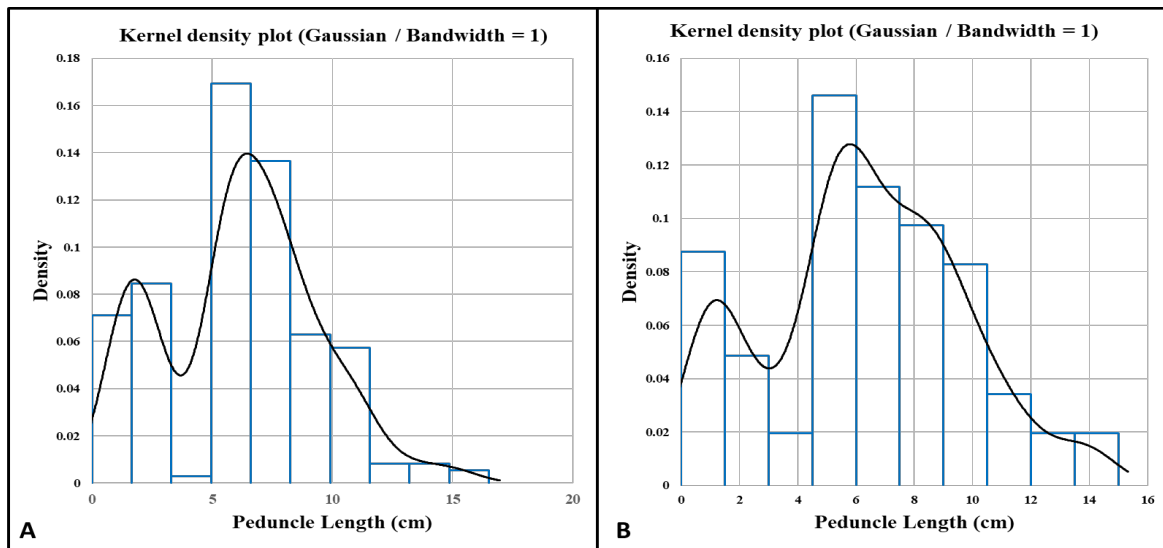 Kernel density plot (Gaussian / Bandwidth = 1)
0.18
0.16
0.14
0.12
0.1
0.08
0.06
0.04
0.02
0
Density
0 5 10 15 20
Peduncle Length (cm)
A
Kernel density plot (Gaussian / Bandwidth = 1)
0.16
0.14
0.12
0.1
0.08
0.06
0.04
0.02
0
Density
0 2 4 6 8 10 12 14 16
Peduncle Length (cm)
B